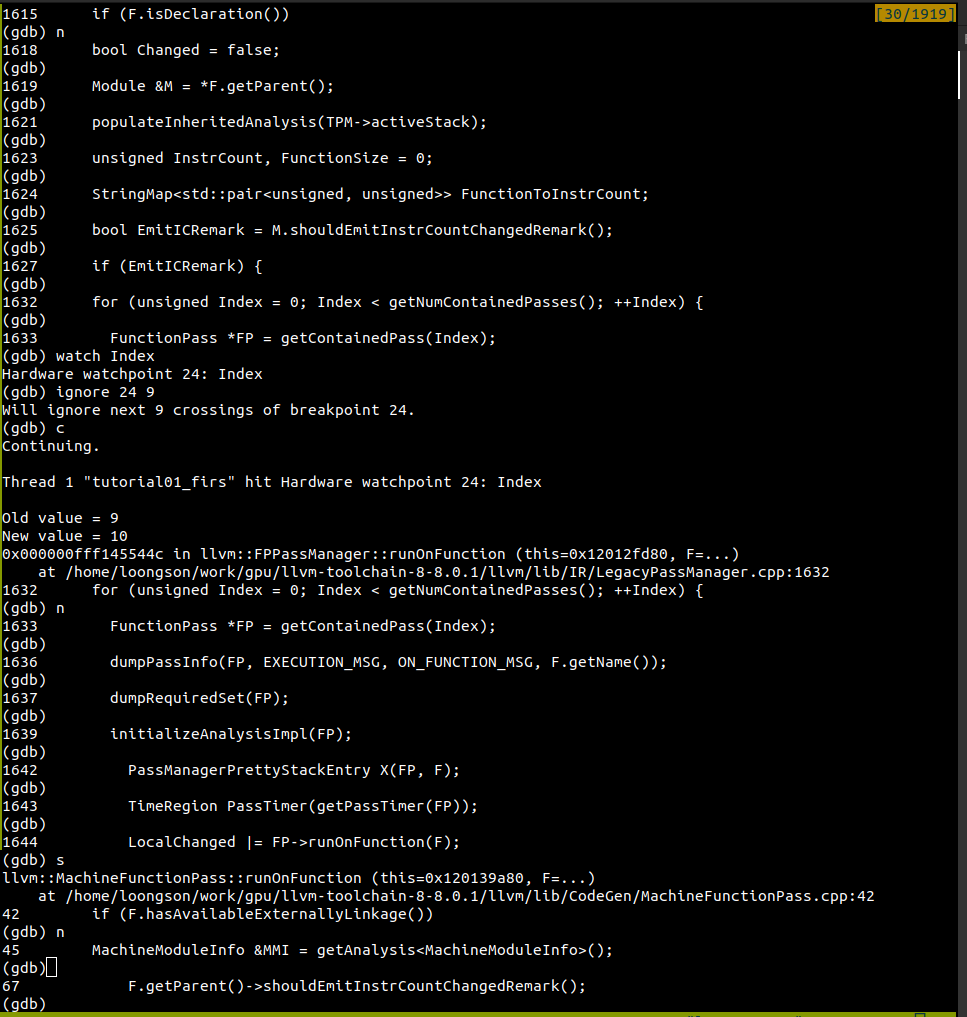 1615      if (F.isDeclaration())                                                                 [30/1919]
(gdb) n
1618      bool Changed = false;
(gdb)
1619      Module &M = *F.getParent();
(gdb)
1621      populateInheritedAnalysis(TPM->activeStack);
(gdb)
1623      unsigned InstrCount, FunctionSize = 0;
(gdb)
1624      StringMap<std::pair<unsigned, unsigned>> FunctionToInstrCount;
(gdb)
1625      bool EmitICRemark = M.shouldEmitInstrCountChangedRemark();
(gdb)
1627      if (EmitICRemark) {
(gdb)
1632      for (unsigned Index = 0; Index < getNumContainedPasses(); ++Index) {
(gdb)
1633        FunctionPass *FP = getContainedPass(Index);
(gdb) watch Index
Hardware watchpoint 24: Index
(gdb) ignore 24 9
Will ignore next 9 crossings of breakpoint 24.
(gdb) c
Continuing.
Thread 1 "tutorial01_firs" hit Hardware watchpoint 24: Index
Old value = 9
New value = 10
0x000000fff145544c in llvm::FPPassManager::runOnFunction (this=0x12012fd80, F=...)
    at /home/loongson/work/gpu/llvm-toolchain-8-8.0.1/llvm/lib/IR/LegacyPassManager.cpp:1632
1632      for (unsigned Index = 0; Index < getNumContainedPasses(); ++Index) {
(gdb) n
1633        FunctionPass *FP = getContainedPass(Index);
(gdb)
1636        dumpPassInfo(FP, EXECUTION_MSG, ON_FUNCTION_MSG, F.getName());
(gdb)
1637        dumpRequiredSet(FP);
(gdb)
1639        initializeAnalysisImpl(FP);
(gdb)
1642          PassManagerPrettyStackEntry X(FP, F);
(gdb)
1643          TimeRegion PassTimer(getPassTimer(FP));
(gdb)
1644          LocalChanged |= FP->runOnFunction(F);
(gdb) s
llvm::MachineFunctionPass::runOnFunction (this=0x120139a80, F=...)
    at /home/loongson/work/gpu/llvm-toolchain-8-8.0.1/llvm/lib/CodeGen/MachineFunctionPass.cpp:42
42        if (F.hasAvailableExternallyLinkage())
(gdb) n
45        MachineModuleInfo &MMI = getAnalysis<MachineModuleInfo>();
(gdb)
67            F.getParent()->shouldEmitInstrCountChangedRemark();
(gdb)